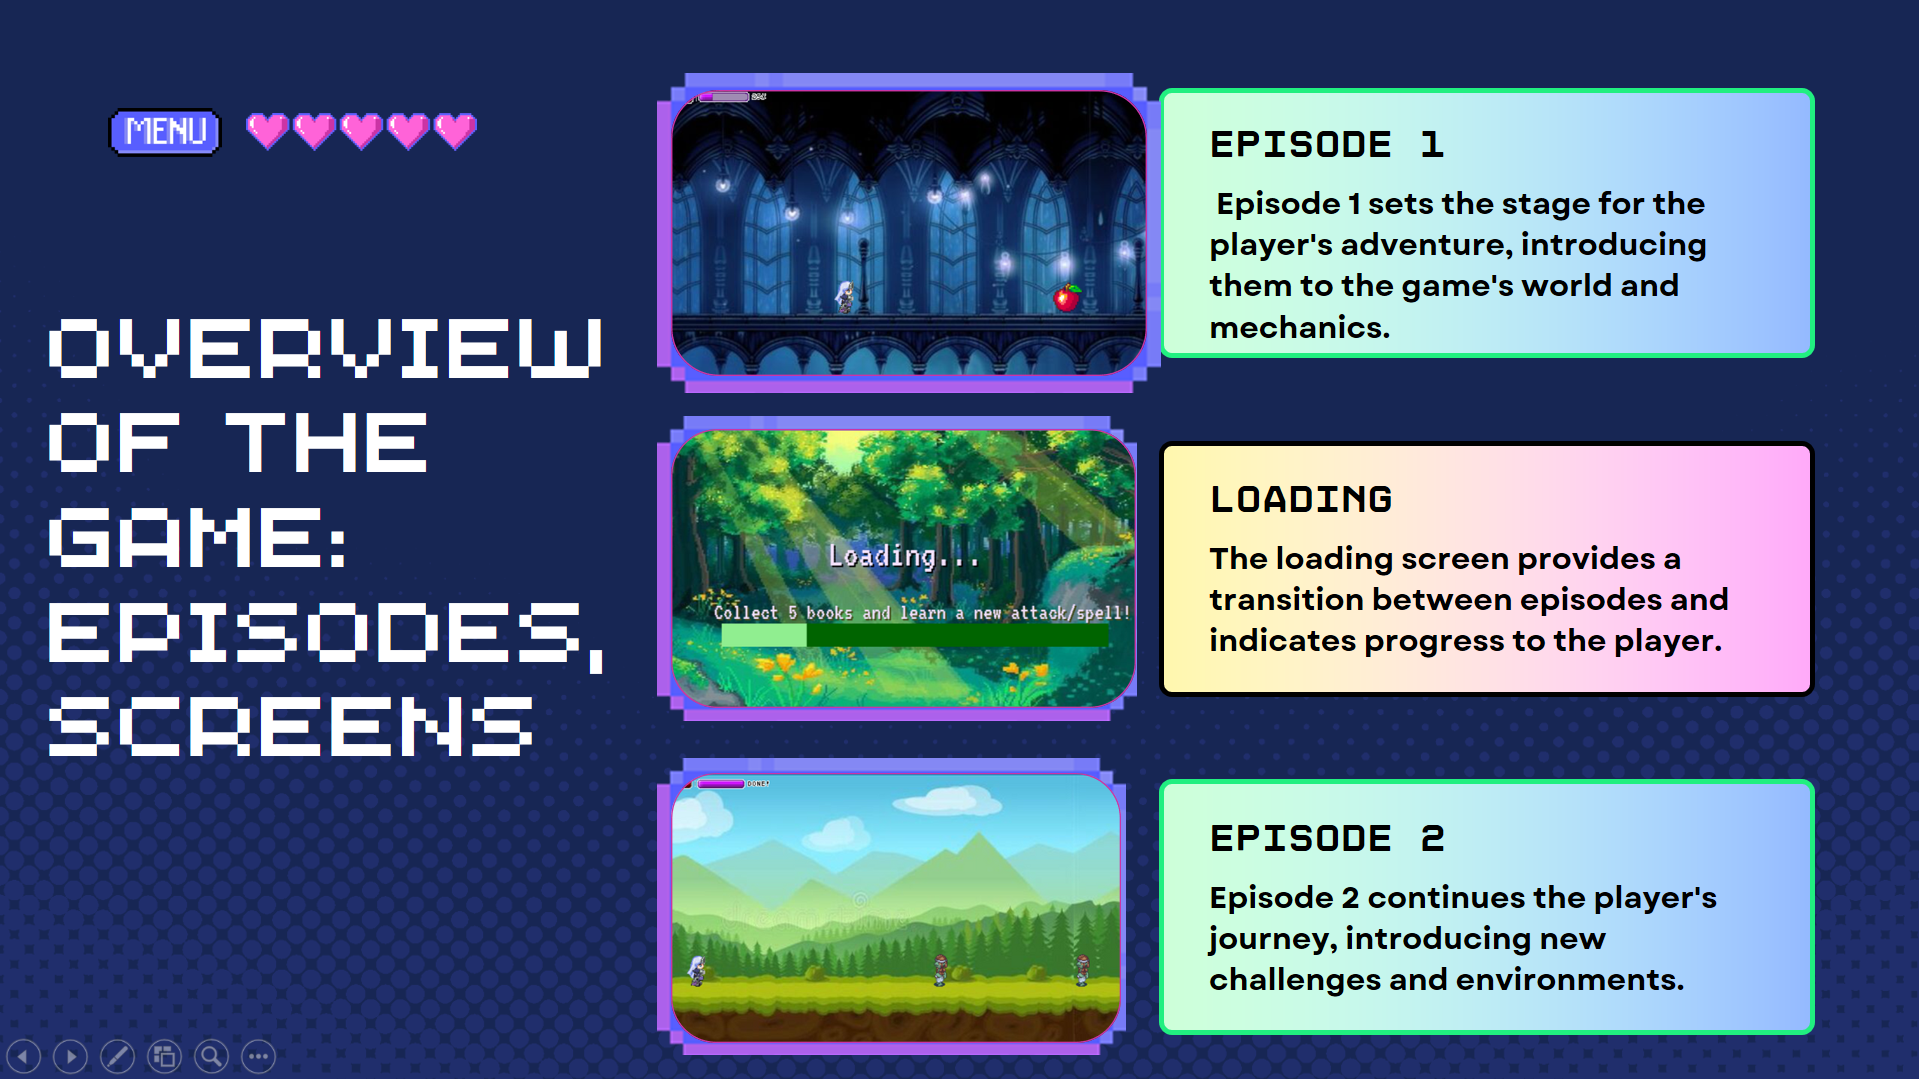 MENU
OVERVIEW
OF THE
GAME:
EPISODES,
SCREENS
EPISODE 1
Episode 1 sets the stage for the
player's adventure, introducing
them to the game's world and
mechanics.
Loading...
Collect 5 books and learn a new attack/spell!
LOADING
The loading screen provides a
transition between episodes and
indicates progress to the player.
DONE!
EPISODE 2
Episode 2 continues the player's
journey, introducing new
challenges and environments.